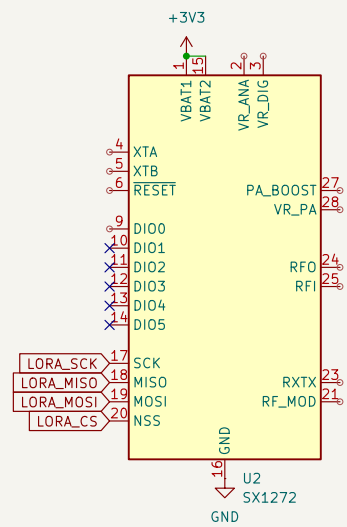 +3V3
1 15 2 3
VBAT1 VBAT2 VR_ANA VR_DIG
4 XTA
5 XTB
6 RESET
PA_BOOST 27
VR_PA 28
9 DIO0
10 DIO1
11 DIO2
RFO 24
12 DIO3
RFI 25
13 DIO4
14 DIO5
LORA_SCK 17 SCK
LORA_MISO 18 MISO
RXTX 23
LORA_MOSI 19 MOSI
RF_MOD 21
LORA_CS 20 NSS
GND
16
U2
SX1272
GND